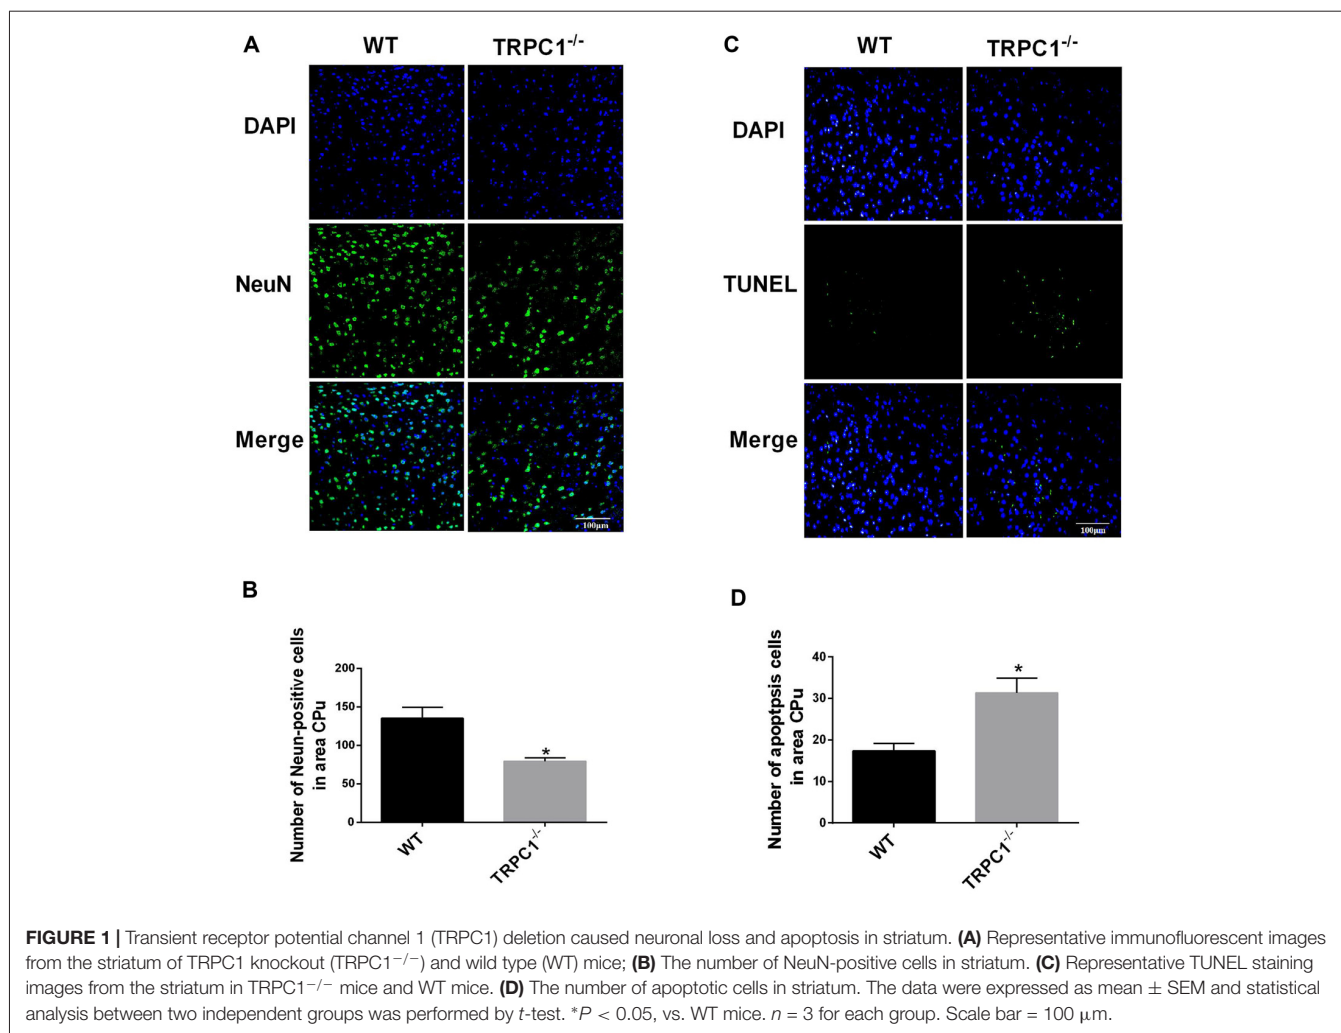 A
WT
TRPC1-/-
DAPI
NeuN
Merge
100μm
C
WT
TRPC1-/-
DAPI
TUNEL
Merge
100μm
B
Number of Neun-positive cells
in area CPu
200
150
100
50
0
*
WT
TRPC1-/-
D
Number of apoptpsis cells
in area CPu
40
30
20
10
0
*
WT
TRPC1-/-
FIGURE 1 | Transient receptor potential channel 1 (TRPC1) deletion caused neuronal loss and apoptosis in striatum. (A) Representative immunofluorescent images
from the striatum of TRPC1 knockout (TRPC1−/−) and wild type (WT) mice; (B) The number of NeuN-positive cells in striatum. (C) Representative TUNEL staining
images from the striatum in TRPC1−/− mice and WT mice. (D) The number of apoptotic cells in striatum. The data were expressed as mean ± SEM and statistical
analysis between two independent groups was performed by t-test. *P < 0.05, vs. WT mice. n = 3 for each group. Scale bar = 100 μm.